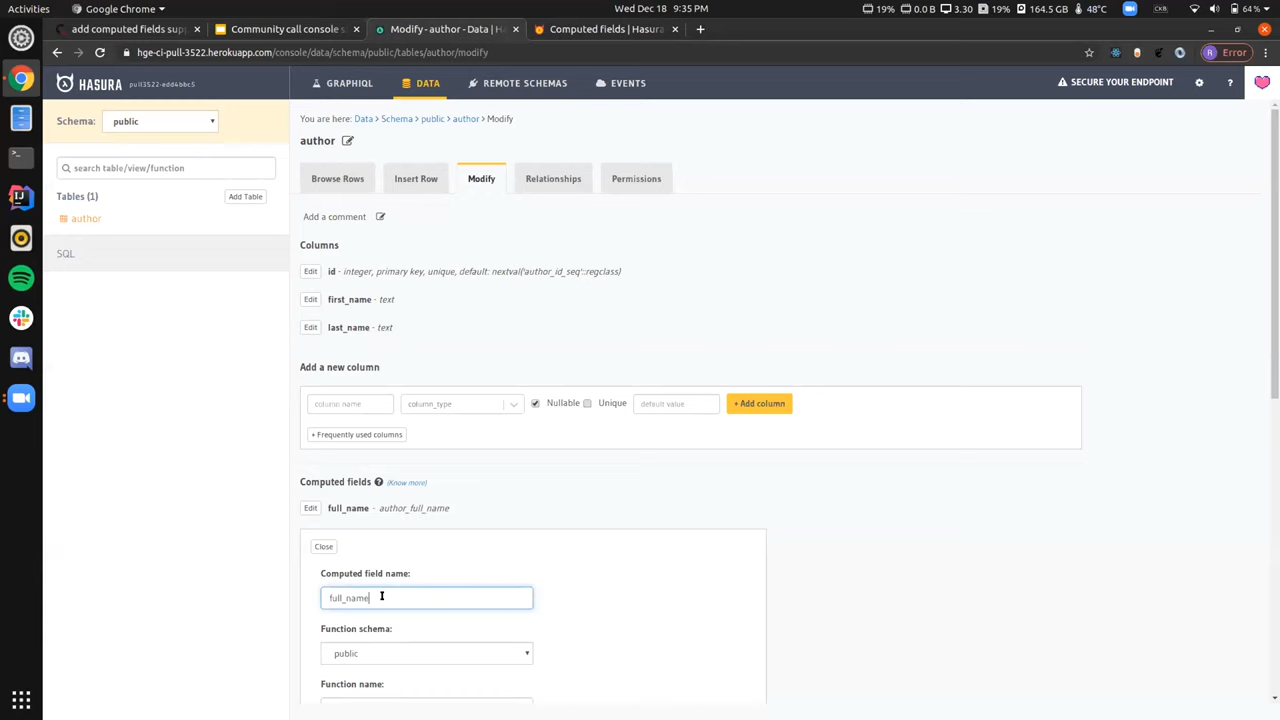 Activities
Google Chrome
Wed Dec 18 9:35 PM
19%
0.0 B
3.30
19%
164.5 GB
48°C
CKB
64%
add computed fields sup
Community call console s
Modify - author - Data | H
Computed fields | Hasura
hge-ci-pull-3522.herokuapp.com/console/data/schema/public/tables/author/modify
R Error
HASURA
pull3522-edd4bbc5
GRAPHIQL
DATA
REMOTE SCHEMAS
EVENTS
SECURE YOUR ENDPOINT
?
Schema:
public
search table/view/function
Tables (1)
Add Table
author
SQL
You are here: Data > Schema > public > author > Modify
author
Browse Rows
Insert Row
Modify
Relationships
Permissions
Add a comment
Columns
Edit
id - integer, primary key, unique, default: nextval('author_id_seq'::regclass)
Edit
first_name - text
Edit
last_name - text
Add a new column
column name
column_type
Nullable
Unique
default value
+ Add column
+ Frequently used columns
Computed fields ? (Know more)
Edit
full_name - author_full_name
Close
Computed field name:
full_name
Function schema:
public
Function name: